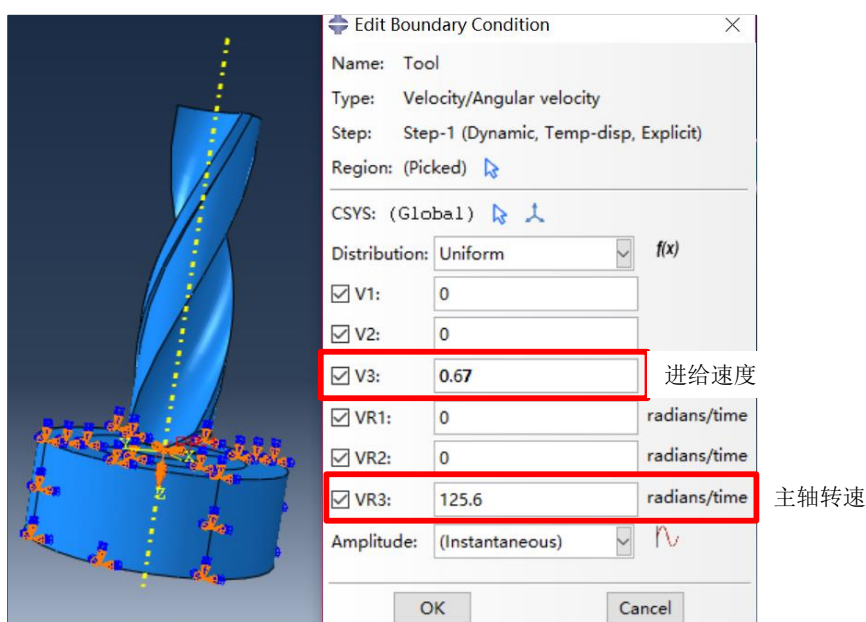 Edit Boundary Condition
Name: Tool
Type: Velocity/Angular velocity
Step: Step-1 (Dynamic, Temp-disp, Explicit)
Region: (Picked)
CSYS: (Global)
Distribution: Uniform f(x)
V1: 0
V2: 0
V3: 0.67 进给速度
VR1: 0 radians/time
VR2: 0 radians/time
VR3: 125.6 radians/time 主轴转速
Amplitude: (Instantaneous)
OK Cancel
Y
X
Z